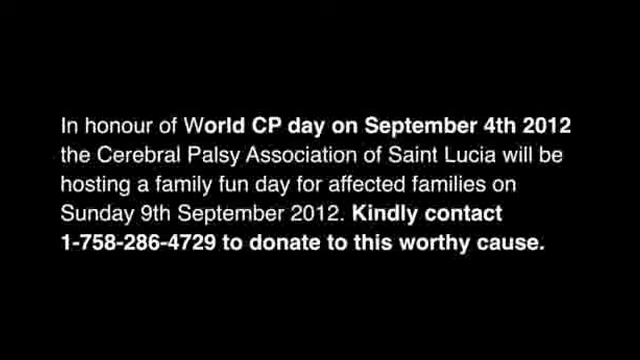 In honour of World CP day on September 4th 2012
the Cerebral Palsy Association of Saint Lucia will be
hosting a family fun day for affected families on
Sunday 9th September 2012. Kindly contact
1-758-286-4729 to donate to this worthy cause.